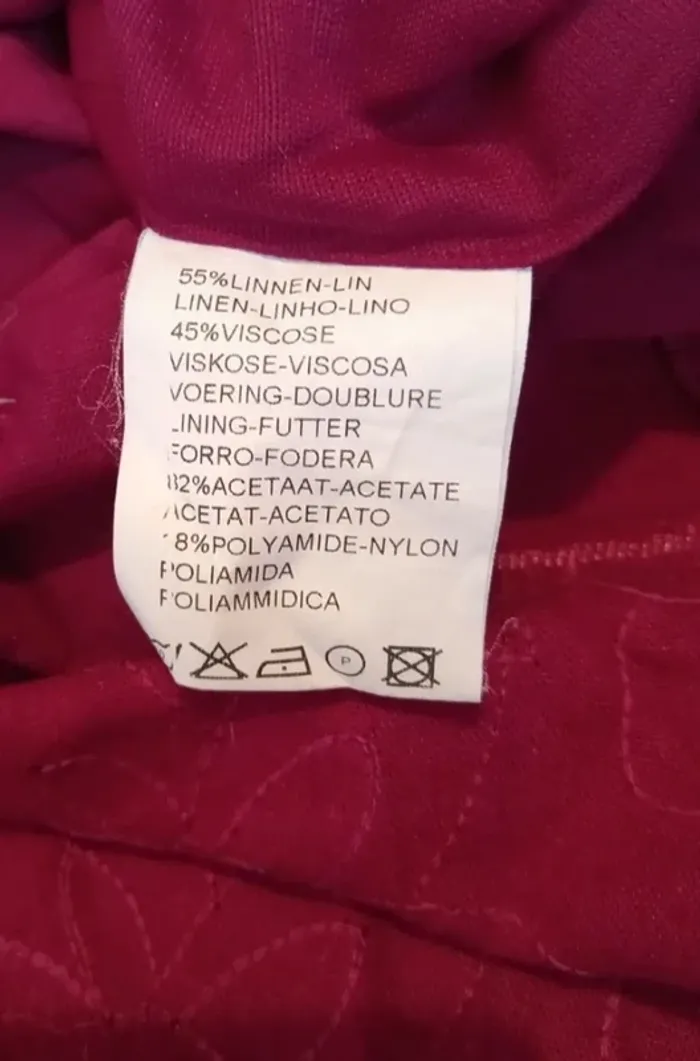 55%LINNEN-LIN
LINEN-LINHO-LINO
45%VISCOSE
VISKOSE-VISCOSA
VOERING-DOUBLURE
LINING-FUTTER
FORRO-FODERA
82%ACETAAT-ACETATE
ACETAT-ACETATO
18%POLYAMIDE-NYLON
POLIAMIDA
POLIAMMIDICA
P